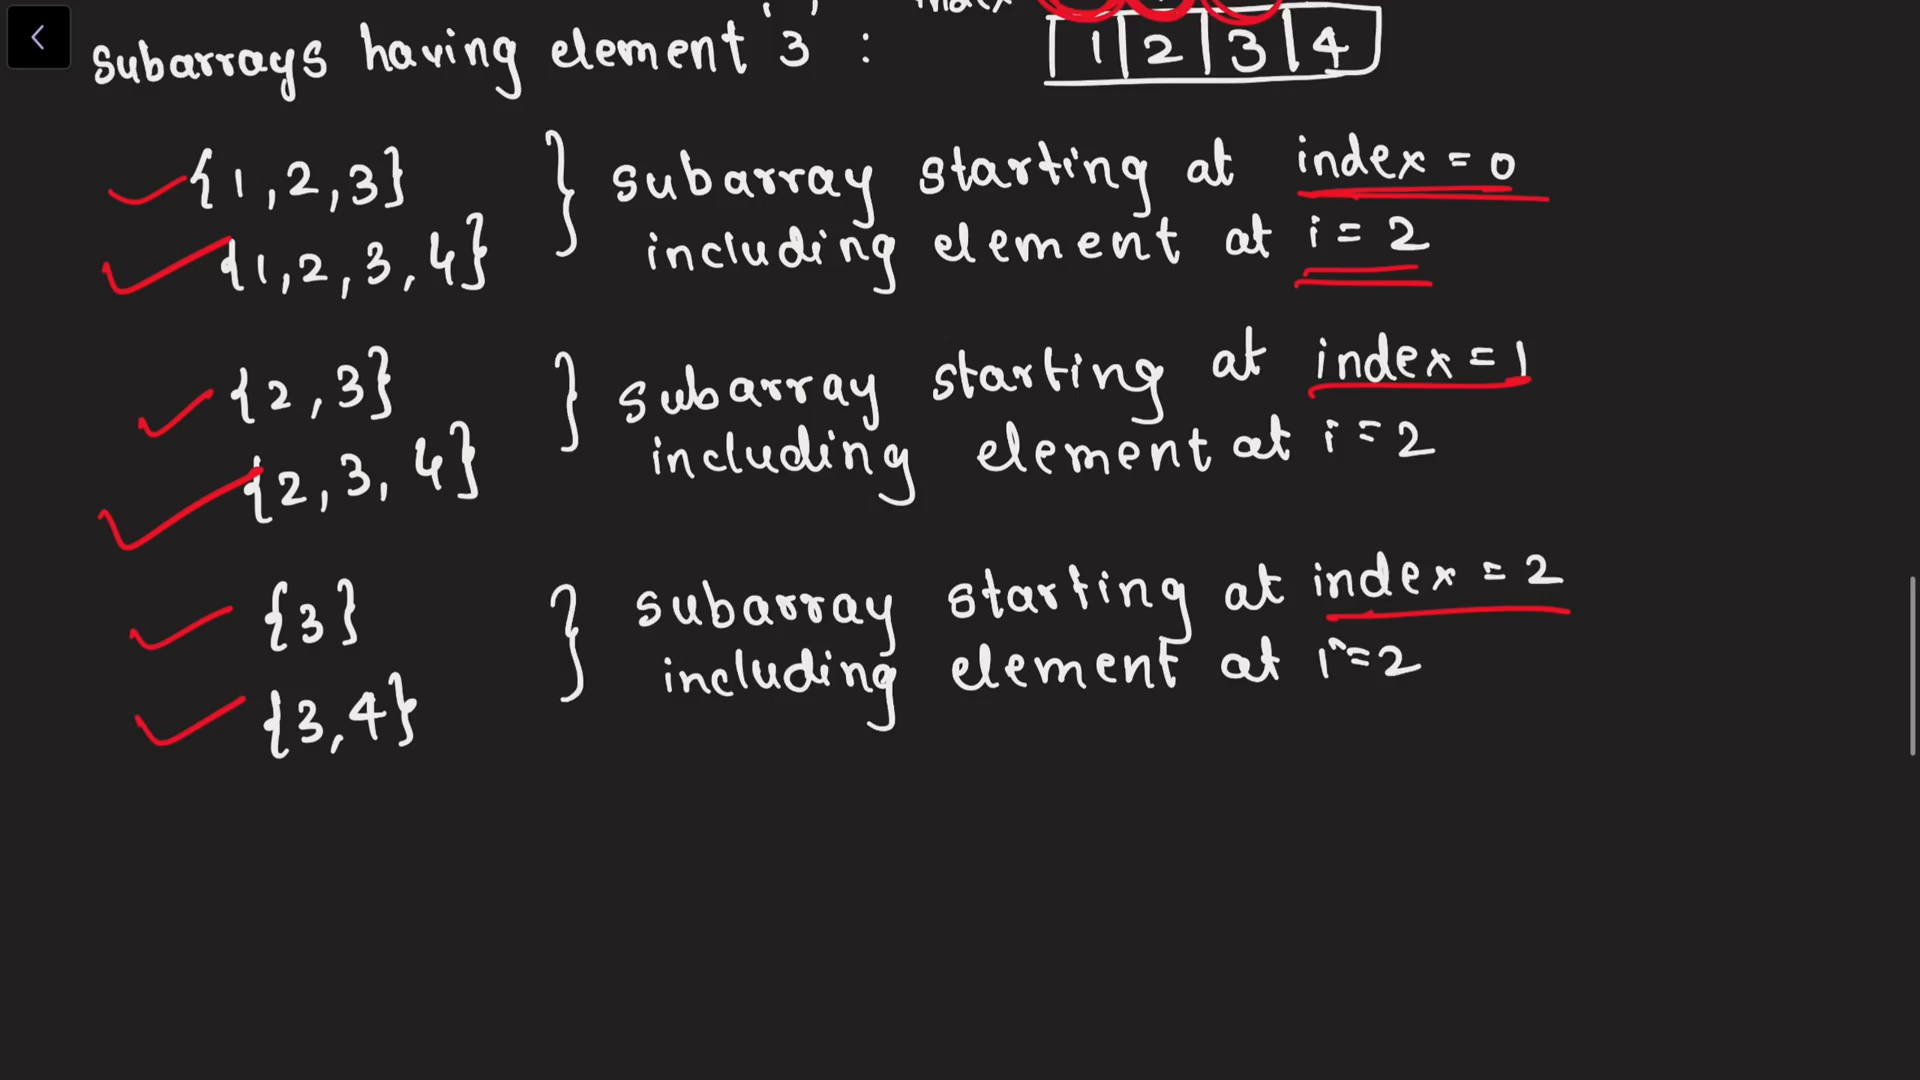 subarrays having element '3' :
1 2 3 4
{1,2,3} } subarray starting at index = 0
{1,2,3,4} including element at i = 2
{2,3} } subarray starting at index = 1
{2,3,4} including element at i = 2
{3} } subarray starting at index = 2
{3,4} including element at i = 2